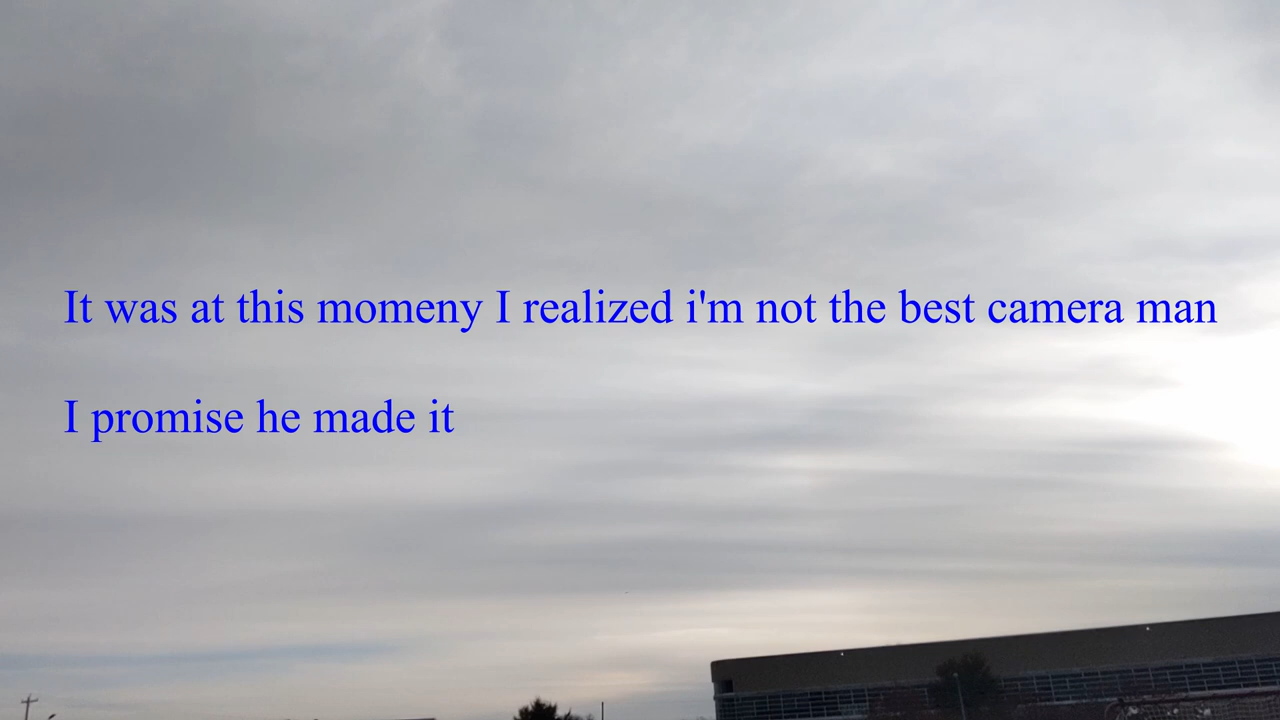 It was at this momeny I realized i'm not the best camera man
I promise he made it